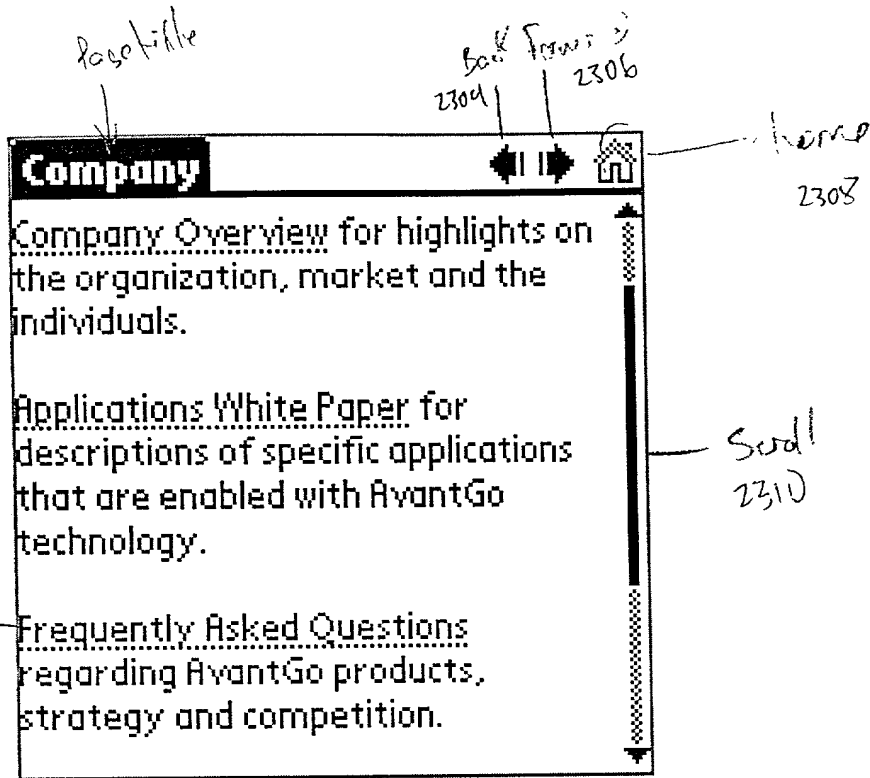 Page title
Back Forward
2304 2306
home
2308
Company
Company Overview for highlights on
the organization, market and the
individuals.
Applications White Paper for
descriptions of specific applications
that are enabled with AvantGo
technology.
Scroll
2310
Frequently Asked Questions
regarding AvantGo products,
strategy and competition.